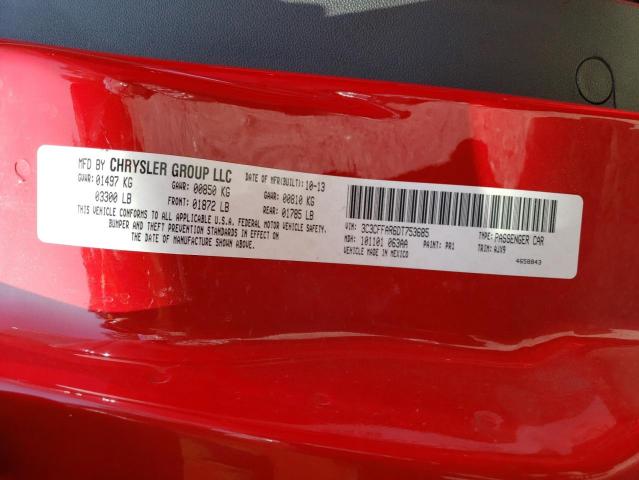 MFD BY CHRYSLER GROUP LLC DATE OF MFR(BUILT): 10-13
GVWR: 01497 KG GAWR: 00850 KG GAWR: 00810 KG
03300 LB FRONT: 01872 LB REAR: 01785 LB
THIS VEHICLE CONFORMS TO ALL APPLICABLE U.S.A. FEDERAL MOTOR VEHICLE SAFETY,
BUMPER AND THEFT PREVENTION STANDARDS IN EFFECT ON
THE DATE OF MANUFACTURE SHOWN ABOVE.
VIN: 3C3CFFAR6DT753685 TYPE: PASSENGER CAR
MDH: 101101 063AA PAINT: PR1 TRIM: AJX9
VEHICLE MADE IN MEXICO
4658843